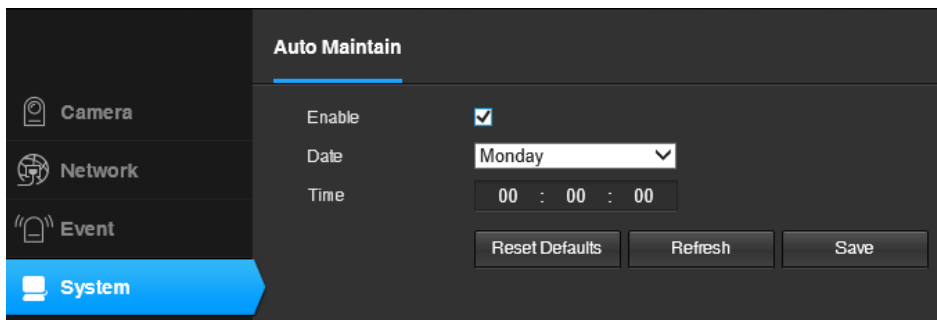 Auto Maintain
Camera
Network
Event
System
Enable
Date Monday
Time 00 : 00 : 00
Reset Defaults Refresh Save